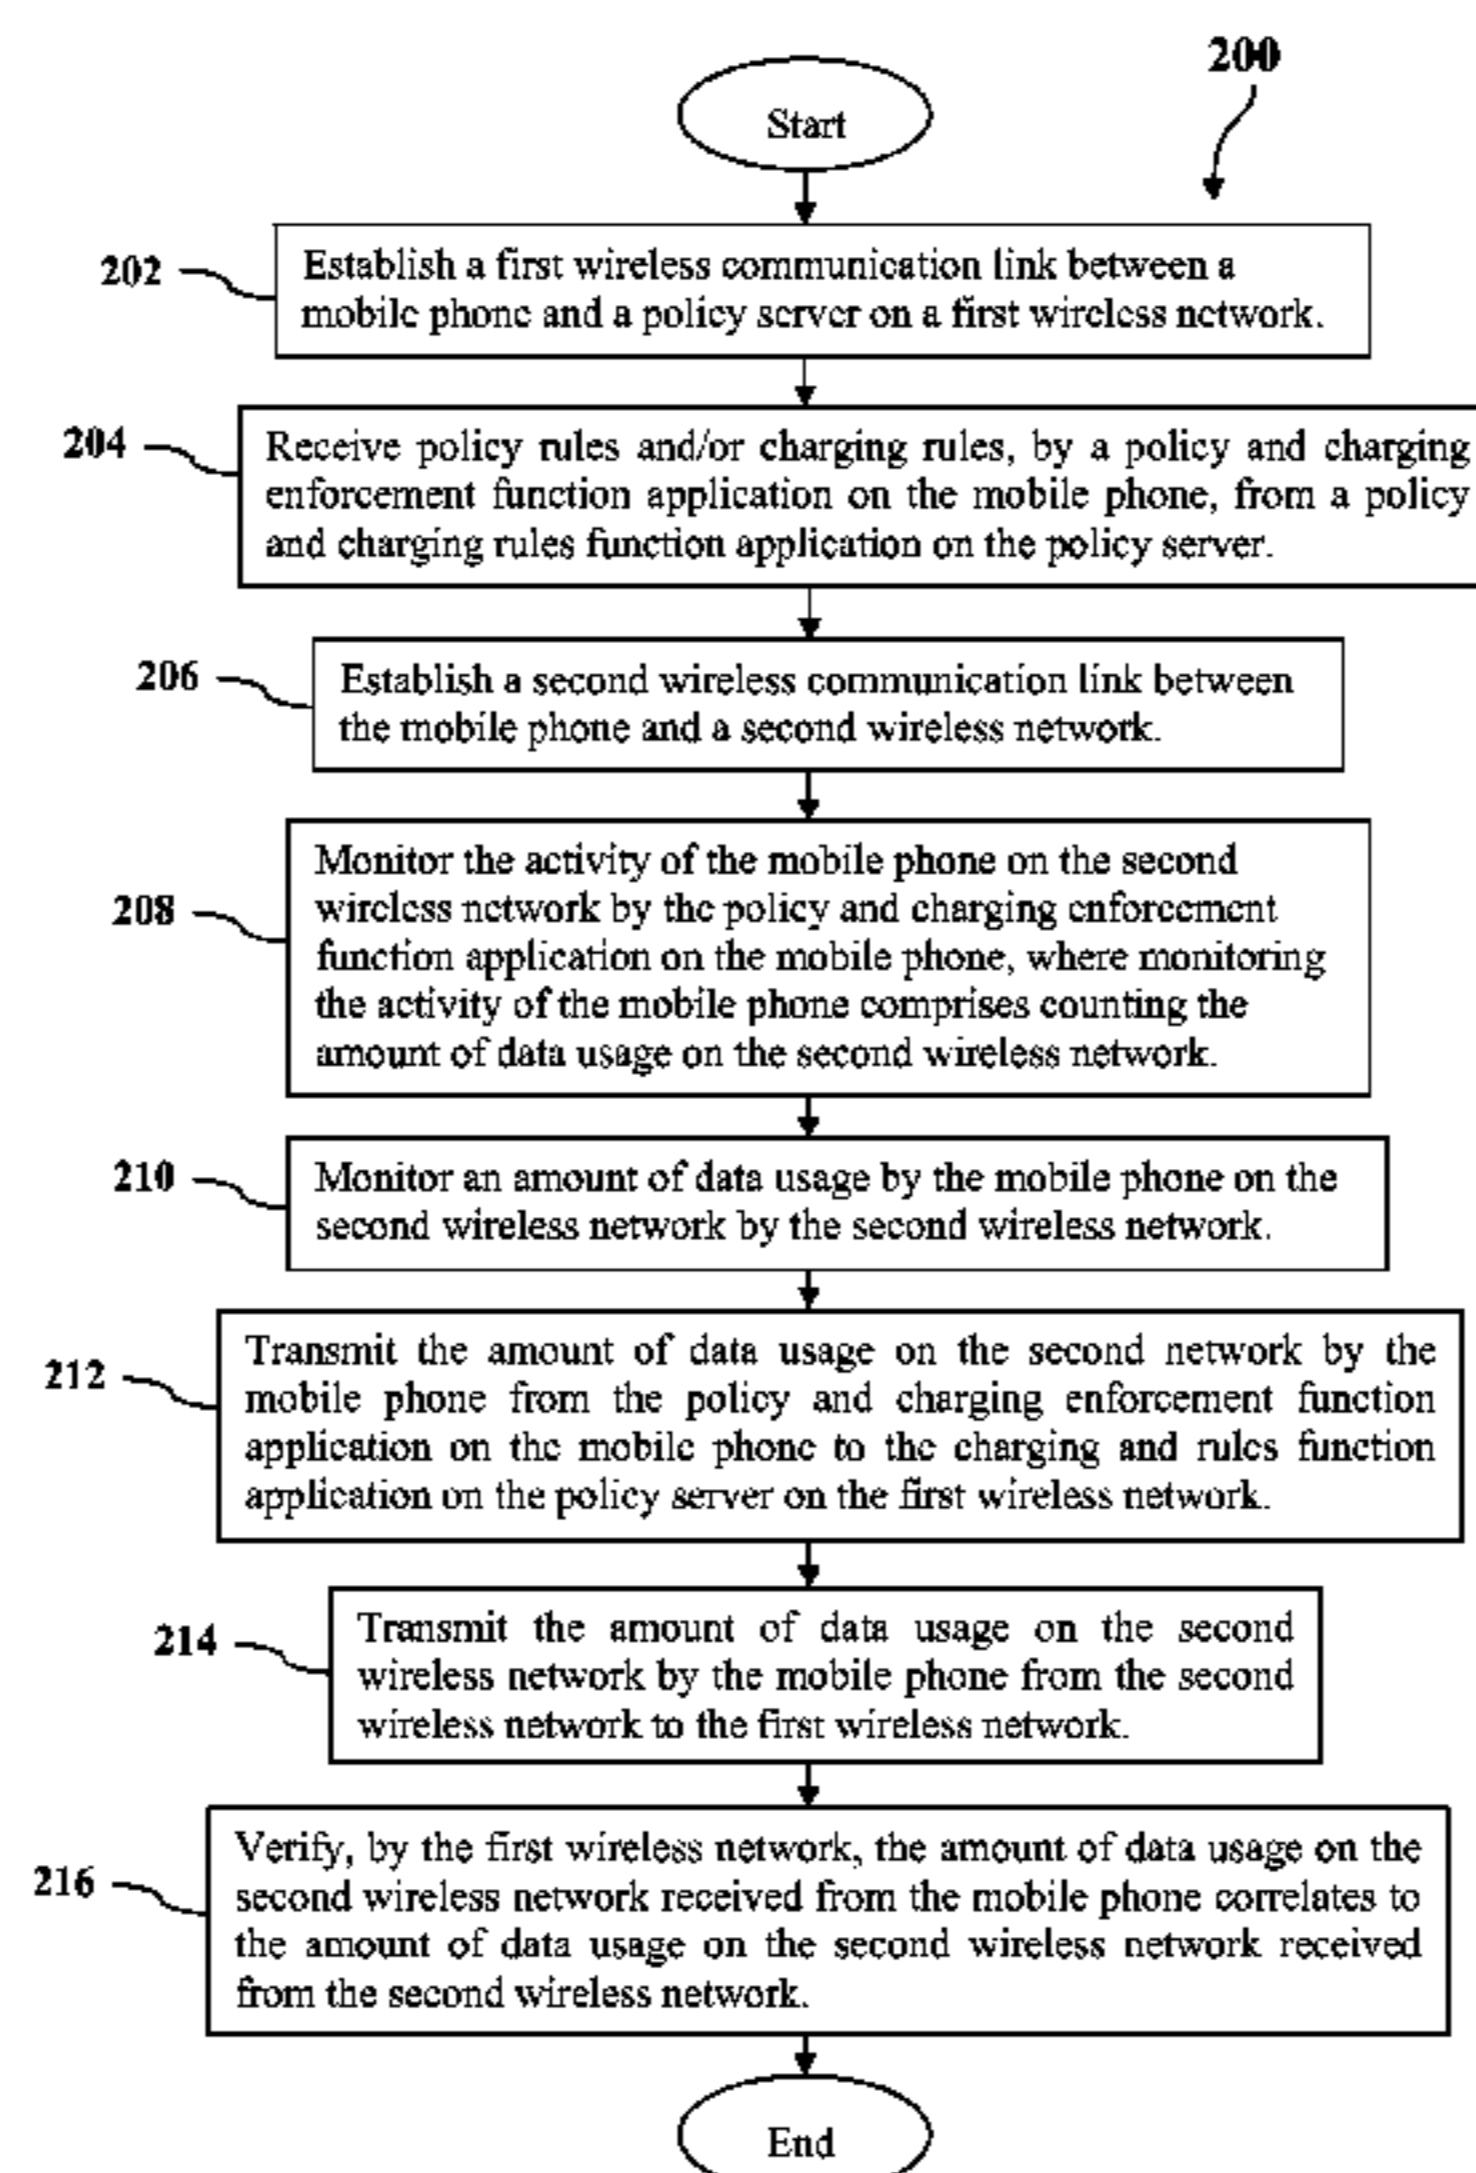 200
Start
202
Establish a first wireless communication link between a
mobile phone and a policy server on a first wireless network.
204
Receive policy rules and/or charging rules, by a policy and charging
enforcement function application on the mobile phone, from a policy
and charging rules function application on the policy server.
206
Establish a second wireless communication link between
the mobile phone and a second wireless network.
208
Monitor the activity of the mobile phone on the second
wireless network by the policy and charging enforcement
function application on the mobile phone, where monitoring
the activity of the mobile phone comprises counting the
amount of data usage on the second wireless network.
210
Monitor an amount of data usage by the mobile phone on the
second wireless network by the second wireless network.
212
Transmit the amount of data usage on the second network by the
mobile phone from the policy and charging enforcement function
application on the mobile phone to the charging and rules function
application on the policy server on the first wireless network.
214
Transmit the amount of data usage on the second
wireless network by the mobile phone from the second
wireless network to the first wireless network.
216
Verify, by the first wireless network, the amount of data usage on the
second wireless network received from the mobile phone correlates to
the amount of data usage on the second wireless network received
from the second wireless network.
End